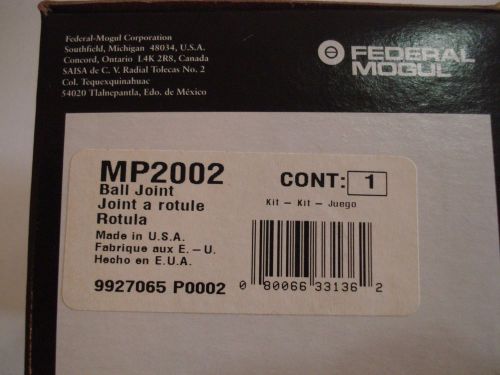 Federal-Mogul Corporation
Southfield, Michigan 48034, U.S.A.
Concord, Ontario L4K 2R8, Canada
SAISA de C. V. Radial Tolecas No. 2
Col. Tequexquinahuac
54020 Tlalnepantla, Edo. de México
FEDERAL
MOGUL
MP2002
Ball Joint
Joint a rotule
Rotula
Made in U.S.A.
Fabrique aux E.-U.
Hecho en E.U.A.
9927065 P0002
CONT: 1
Kit - Kit - Juego
0 80066 33136 2